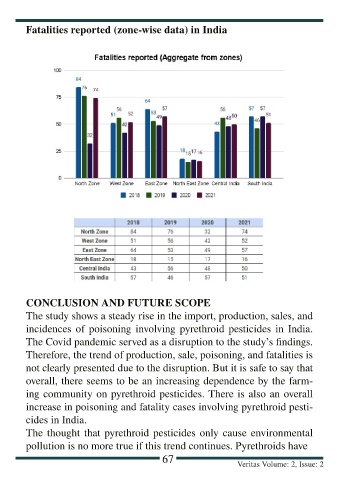 Fatalities reported (zone-wise data) in India
Fatalities reported (Aggregate from zones)
100
75
50
25
0
84 76 32 74
51 56 42 52
64 53 49 57
18 15 17 16
43 56 48 50
57 46 57 51
North Zone West Zone East Zone North East Zone Central India South India
2018 2019 2020 2021
2018 2019 2020 2021
North Zone 84 76 32 74
West Zone 51 56 42 52
East Zone 64 53 49 57
North East Zone 18 15 17 16
Central India 43 56 48 50
South India 57 46 57 51
CONCLUSION AND FUTURE SCOPE
The study shows a steady rise in the import, production, sales, and
incidences of poisoning involving pyrethroid pesticides in India.
The Covid pandemic served as a disruption to the study's findings.
Therefore, the trend of production, sale, poisoning, and fatalities is
not clearly presented due to the disruption. But it is safe to say that
overall, there seems to be an increasing dependence by the farm-
ing community on pyrethroid pesticides. There is also an overall
increase in poisoning and fatality cases involving pyrethroid pesti-
cides in India.
The thought that pyrethroid pesticides only cause environmental
pollution is no more true if this trend continues. Pyrethroids have
67
Veritas Volume: 2, Issue: 2